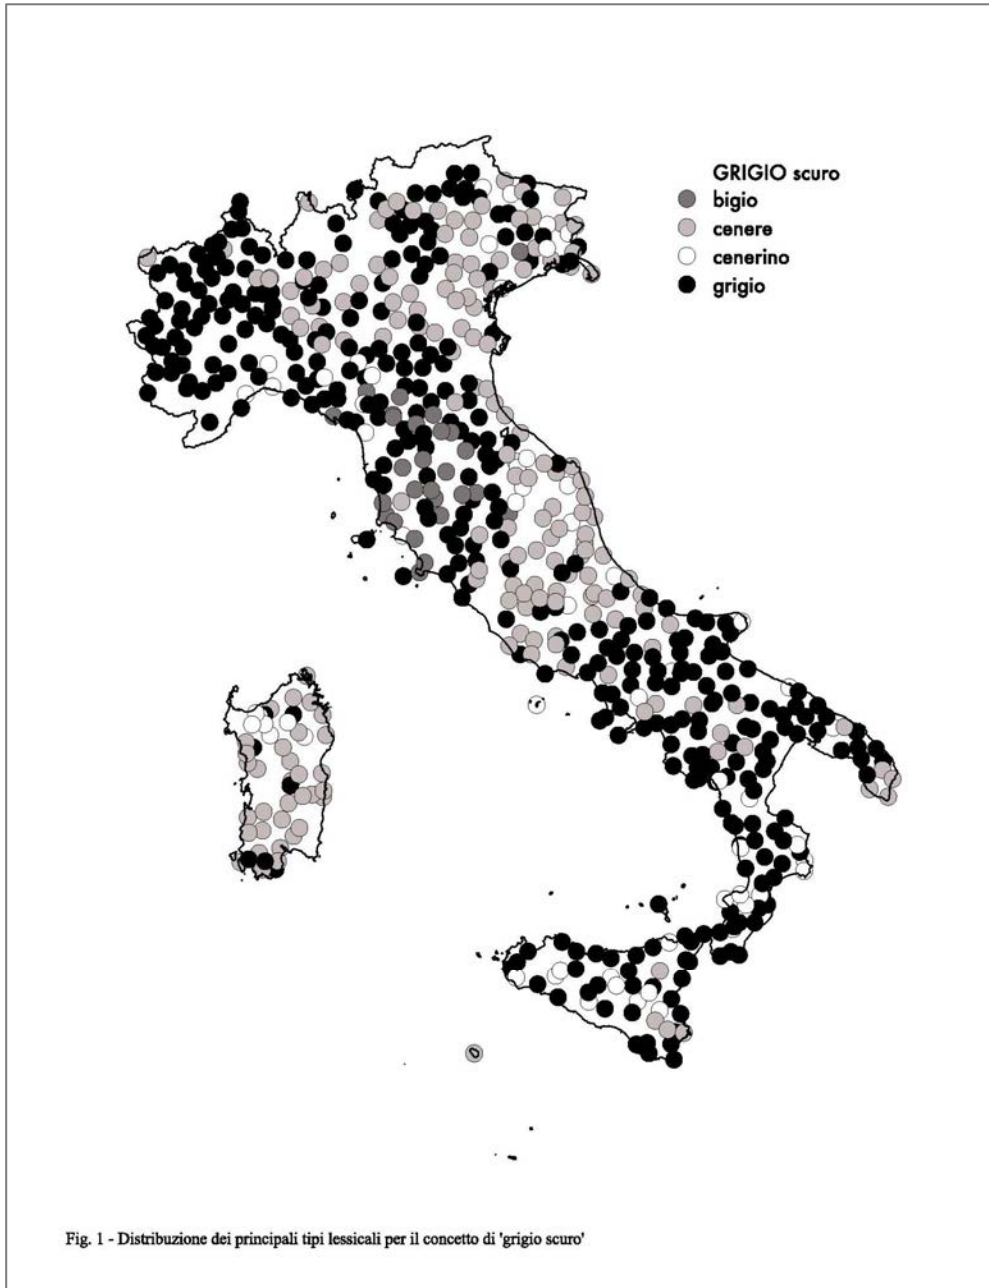 GRIGIO scuro
bigio
cenere
cenerino
grigio
Fig. 1 - Distribuzione dei principali tipi lessicali per il concetto di 'grigio scuro'